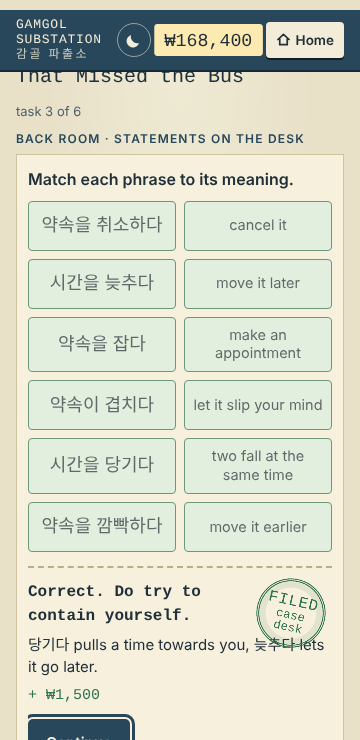 GAMGOL
SUBSTATION
감골 파출소
₩168,400
Home
That Missed the Bus
task 3 of 6
BACK ROOM · STATEMENTS ON THE DESK
Match each phrase to its meaning.
약속을 취소하다
cancel it
시간을 늦추다
move it later
약속을 잡다
make an
appointment
약속이 겹치다
let it slip your mind
시간을 당기다
two fall at the
same time
약속을 깜빡하다
move it earlier
Correct. Do try to
contain yourself.
FILED
case
desk
당기다 pulls a time towards you, 늦추다 lets
it go later.
+ ₩1,500
Continue